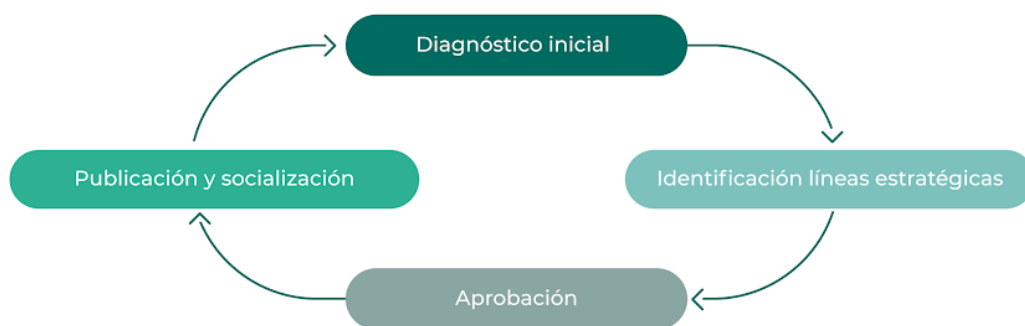 Diagnóstico inicial
Publicación y socialización
Identificación líneas estratégicas
Aprobación